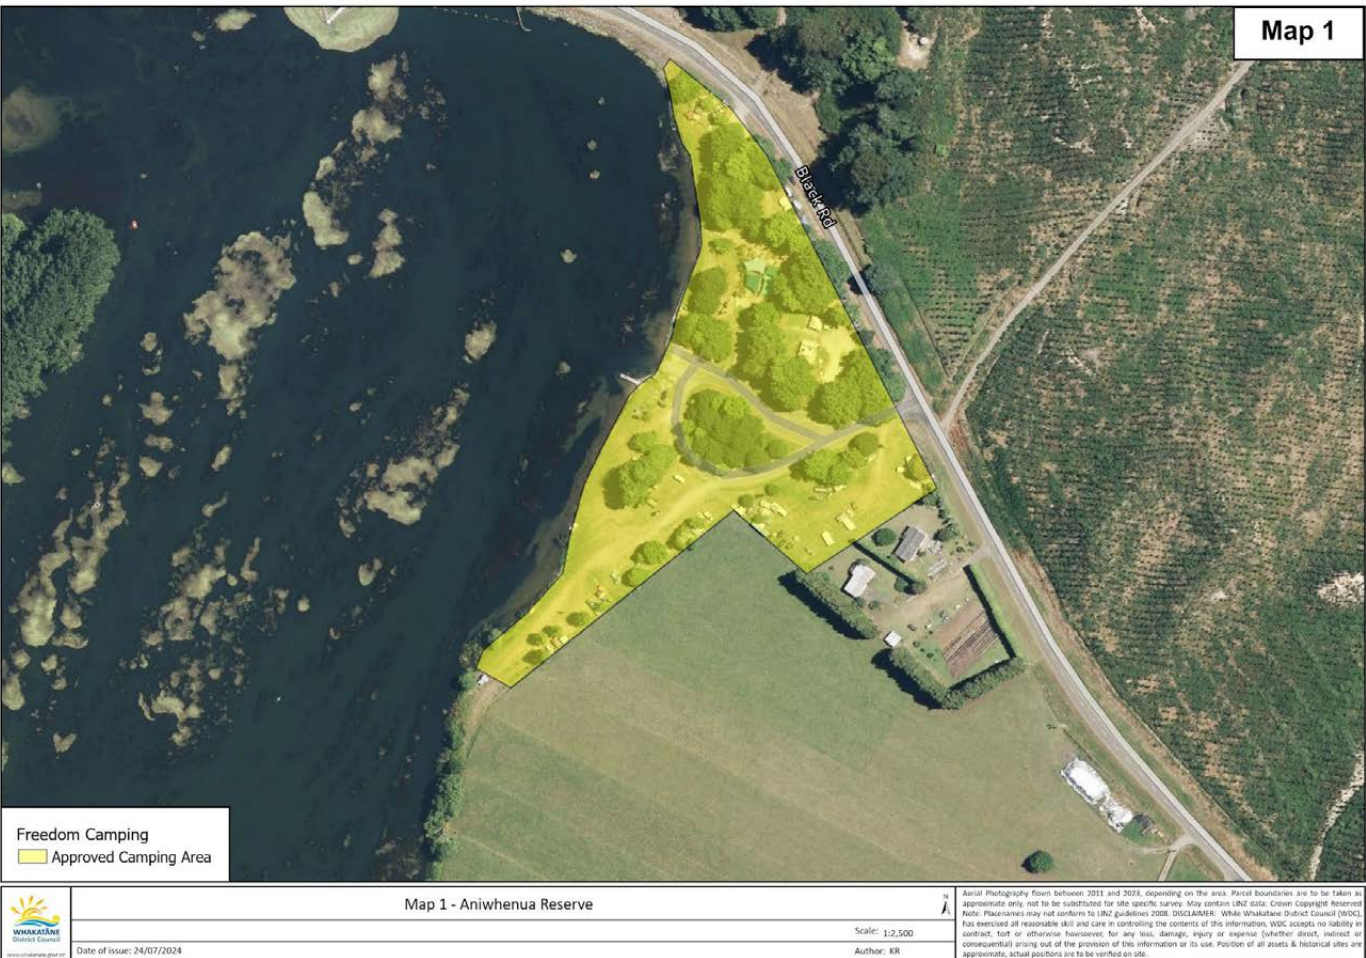 Map 1
Black Rd
Freedom Camping
Approved Camping Area
WHAKATĀNE
District Council
www.whakatane.govt.nz
Map 1 - Aniwhenua Reserve
N
Scale: 1:2,500
Date of issue: 24/07/2024
Author: KR
Aerial Photography flown between 2011 and 2023, depending on the area. Parcel boundaries are to be taken as
approximate only, not to be substituted for site specific survey. May contain LINZ data: Crown Copyright Reserved
Note: Placenames may not conform to LINZ guidelines 2008. DISCLAIMER: While Whakatane District Council (WDC),
has exercised all reasonable skill and care in controlling the contents of this information, WDC accepts no liability in
contract, tort or otherwise howsoever, for any loss, damage, injury or expense (whether direct, indirect or
consequential) arising out of the provision of this information or its use. Position of all assets & historical sites are
approximate, actual positions are to be verified on site.